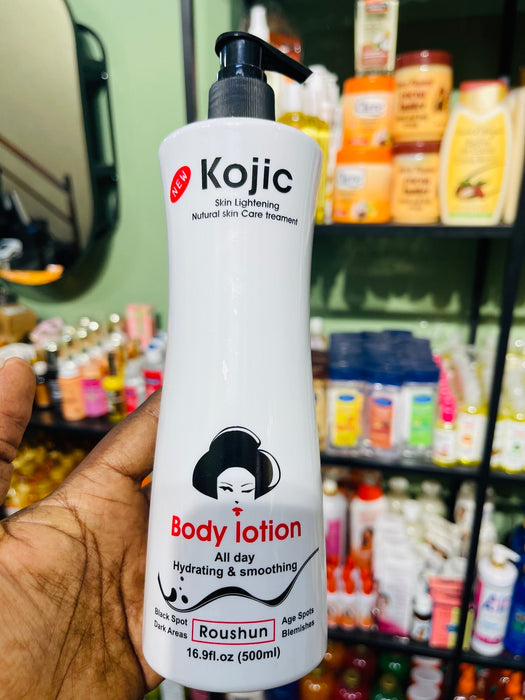 NEW
Kojic
Skin Lightening
Nutural skin Care treament
Body lotion
All day
Hydrating & smoothing
Black Spot
Dark Areas
Roushun
Age Spots
Blemishes
16.9fl.oz (500ml)